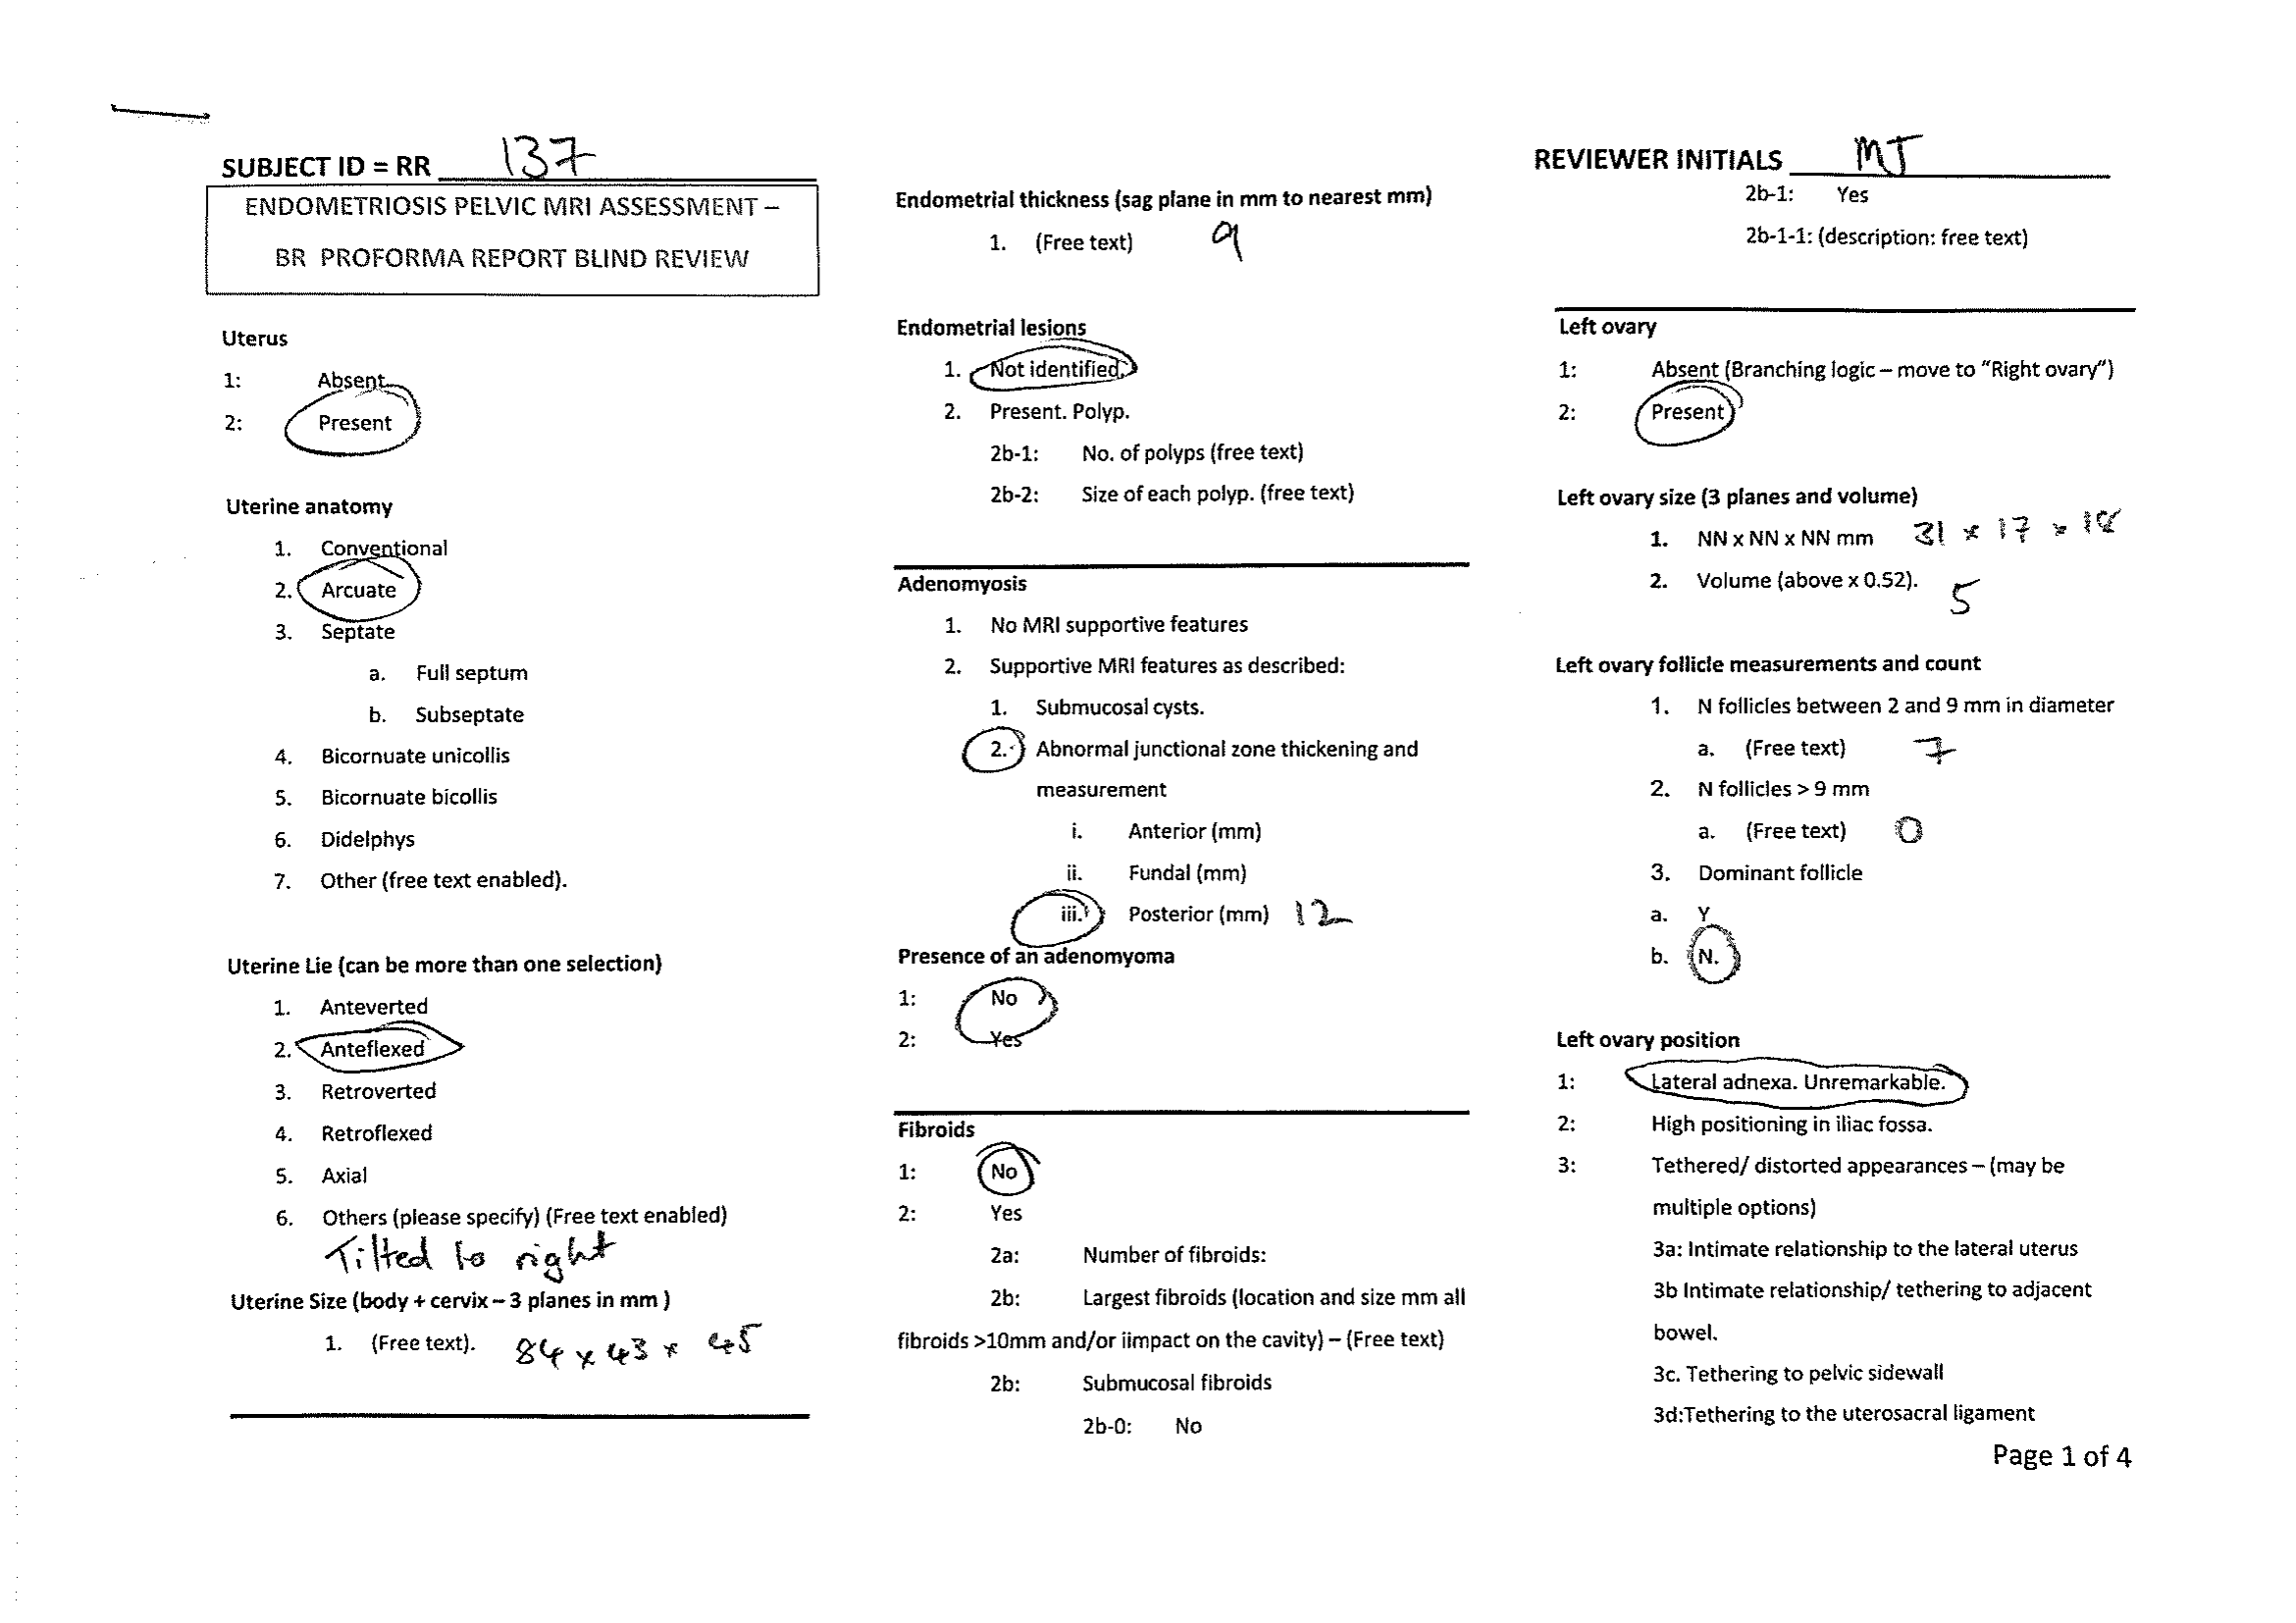 SUBJECT ID = RR 137
ENDOMETRIOSIS PELVIC MRI ASSESSMENT –
BR PROFORMA REPORT BLIND REVIEW
Uterus
1: Absent
2: Present
Uterine anatomy
1. Conventional
2. Arcuate
3. Septate
a. Full septum
b. Subseptate
4. Bicornuate unicollis
5. Bicornuate bicollis
6. Didelphys
7. Other (free text enabled).
Uterine Lie (can be more than one selection)
1. Anteverted
2. Anteflexed
3. Retroverted
4. Retroflexed
5. Axial
6. Others (please specify) (Free text enabled)
Tilted to right
Uterine Size (body + cervix – 3 planes in mm )
1. (Free text). 84 x 43 x 45
Endometrial thickness (sag plane in mm to nearest mm)
1. (Free text) 9
Endometrial lesions
1. Not identified.
2. Present. Polyp.
2b-1: No. of polyps (free text)
2b-2: Size of each polyp. (free text)
Adenomyosis
1. No MRI supportive features
2. Supportive MRI features as described:
1. Submucosal cysts.
2. Abnormal junctional zone thickening and
measurement
i. Anterior (mm)
ii. Fundal (mm)
iii. Posterior (mm) 12
Presence of an adenomyoma
1: No
2: Yes
Fibroids
1: No
2: Yes
2a: Number of fibroids:
2b: Largest fibroids (location and size mm all
fibroids >10mm and/or iimpact on the cavity) – (Free text)
2b: Submucosal fibroids
2b-0: No
REVIEWER INITIALS MJ
2b-1: Yes
2b-1-1: (description: free text)
Left ovary
1: Absent (Branching logic – move to “Right ovary”)
2: Present
Left ovary size (3 planes and volume)
1. NN x NN x NN mm 31 x 17 x 18
2. Volume (above x 0.52). 5
Left ovary follicle measurements and count
1. N follicles between 2 and 9 mm in diameter
a. (Free text) 7
2. N follicles > 9 mm
a. (Free text) 0
3. Dominant follicle
a. Y
b. N.
Left ovary position
1: Lateral adnexa. Unremarkable.
2: High positioning in iliac fossa.
3: Tethered/ distorted appearances – (may be
multiple options)
3a: Intimate relationship to the lateral uterus
3b Intimate relationship/ tethering to adjacent
bowel.
3c. Tethering to pelvic sidewall
3d:Tethering to the uterosacral ligament
Page 1 of 4